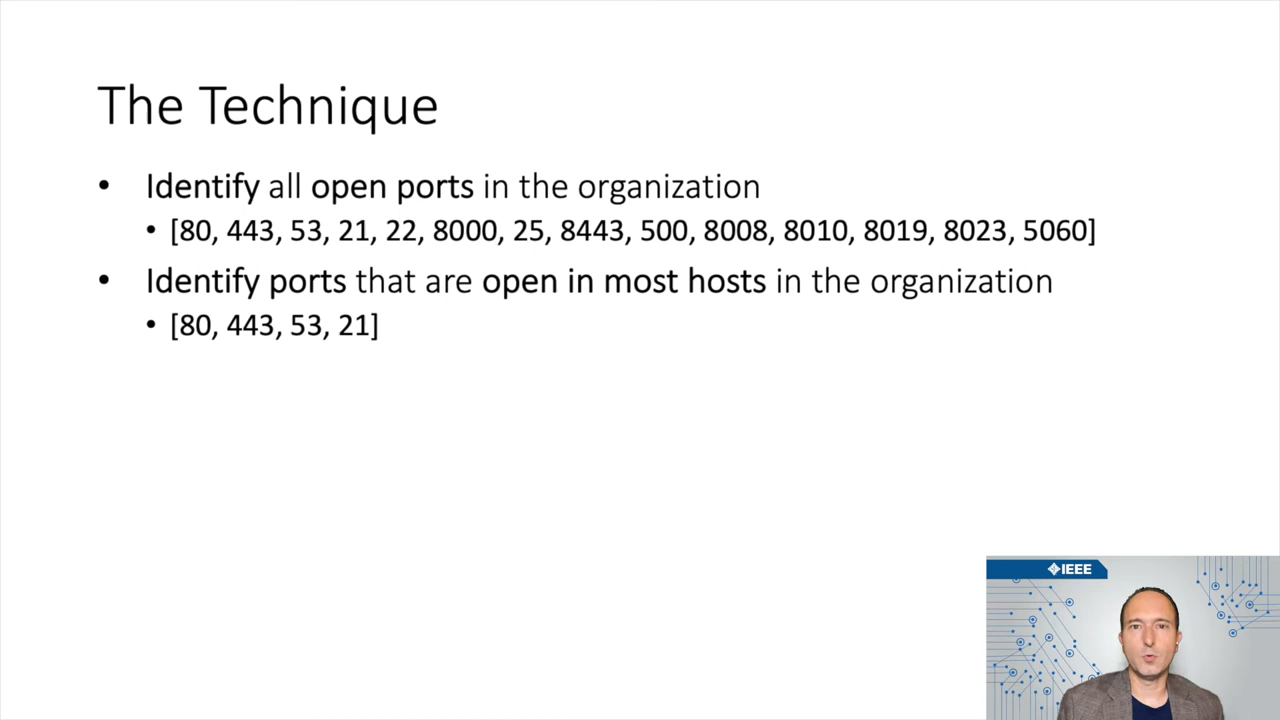 The Technique
• Identify all open ports in the organization
• [80, 443, 53, 21, 22, 8000, 25, 8443, 500, 8008, 8010, 8019, 8023, 5060]
• Identify ports that are open in most hosts in the organization
• [80, 443, 53, 21]
IEEE